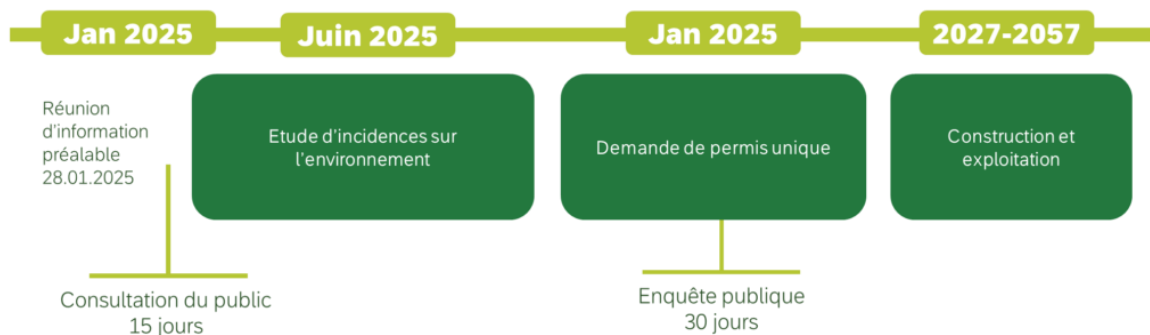 Jan 2025
Juin 2025
Jan 2025
2027-2057
Réunion
d'information
préalable
28.01.2025
Etude d'incidences sur
l'environnement
Demande de permis unique
Construction et
exploitation
Consultation du public
15 jours
Enquête publique
30 jours